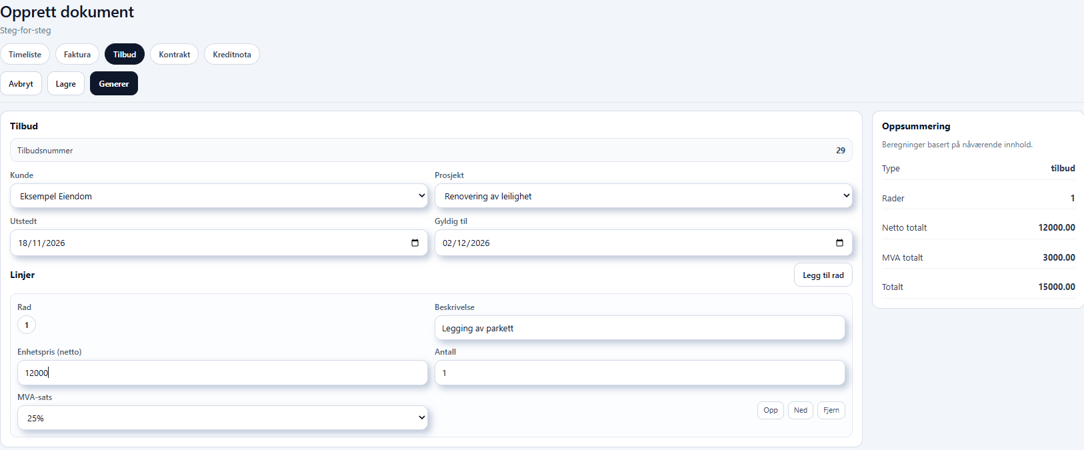 Opprett dokument
Steg-for-steg
Timeliste Faktura Tilbud Kontrakt Kreditnota
Avbryt Lagre Generer
Tilbud
Tilbudsnummer 29
Kunde Prosjekt
Eksempel Eiendom Renovering av leilighet
Utstedt Gyldig til
18/11/2026 02/12/2026
Linjer Legg til rad
Rad Beskrivelse
1 Legging av parkett
Enhetspris (netto) Antall
12000 1
MVA-sats
25% Opp Ned Fjern
Oppsummering
Beregninger basert på nåværende innhold.
Type tilbud
Rader 1
Netto totalt 12000.00
MVA totalt 3000.00
Totalt 15000.00